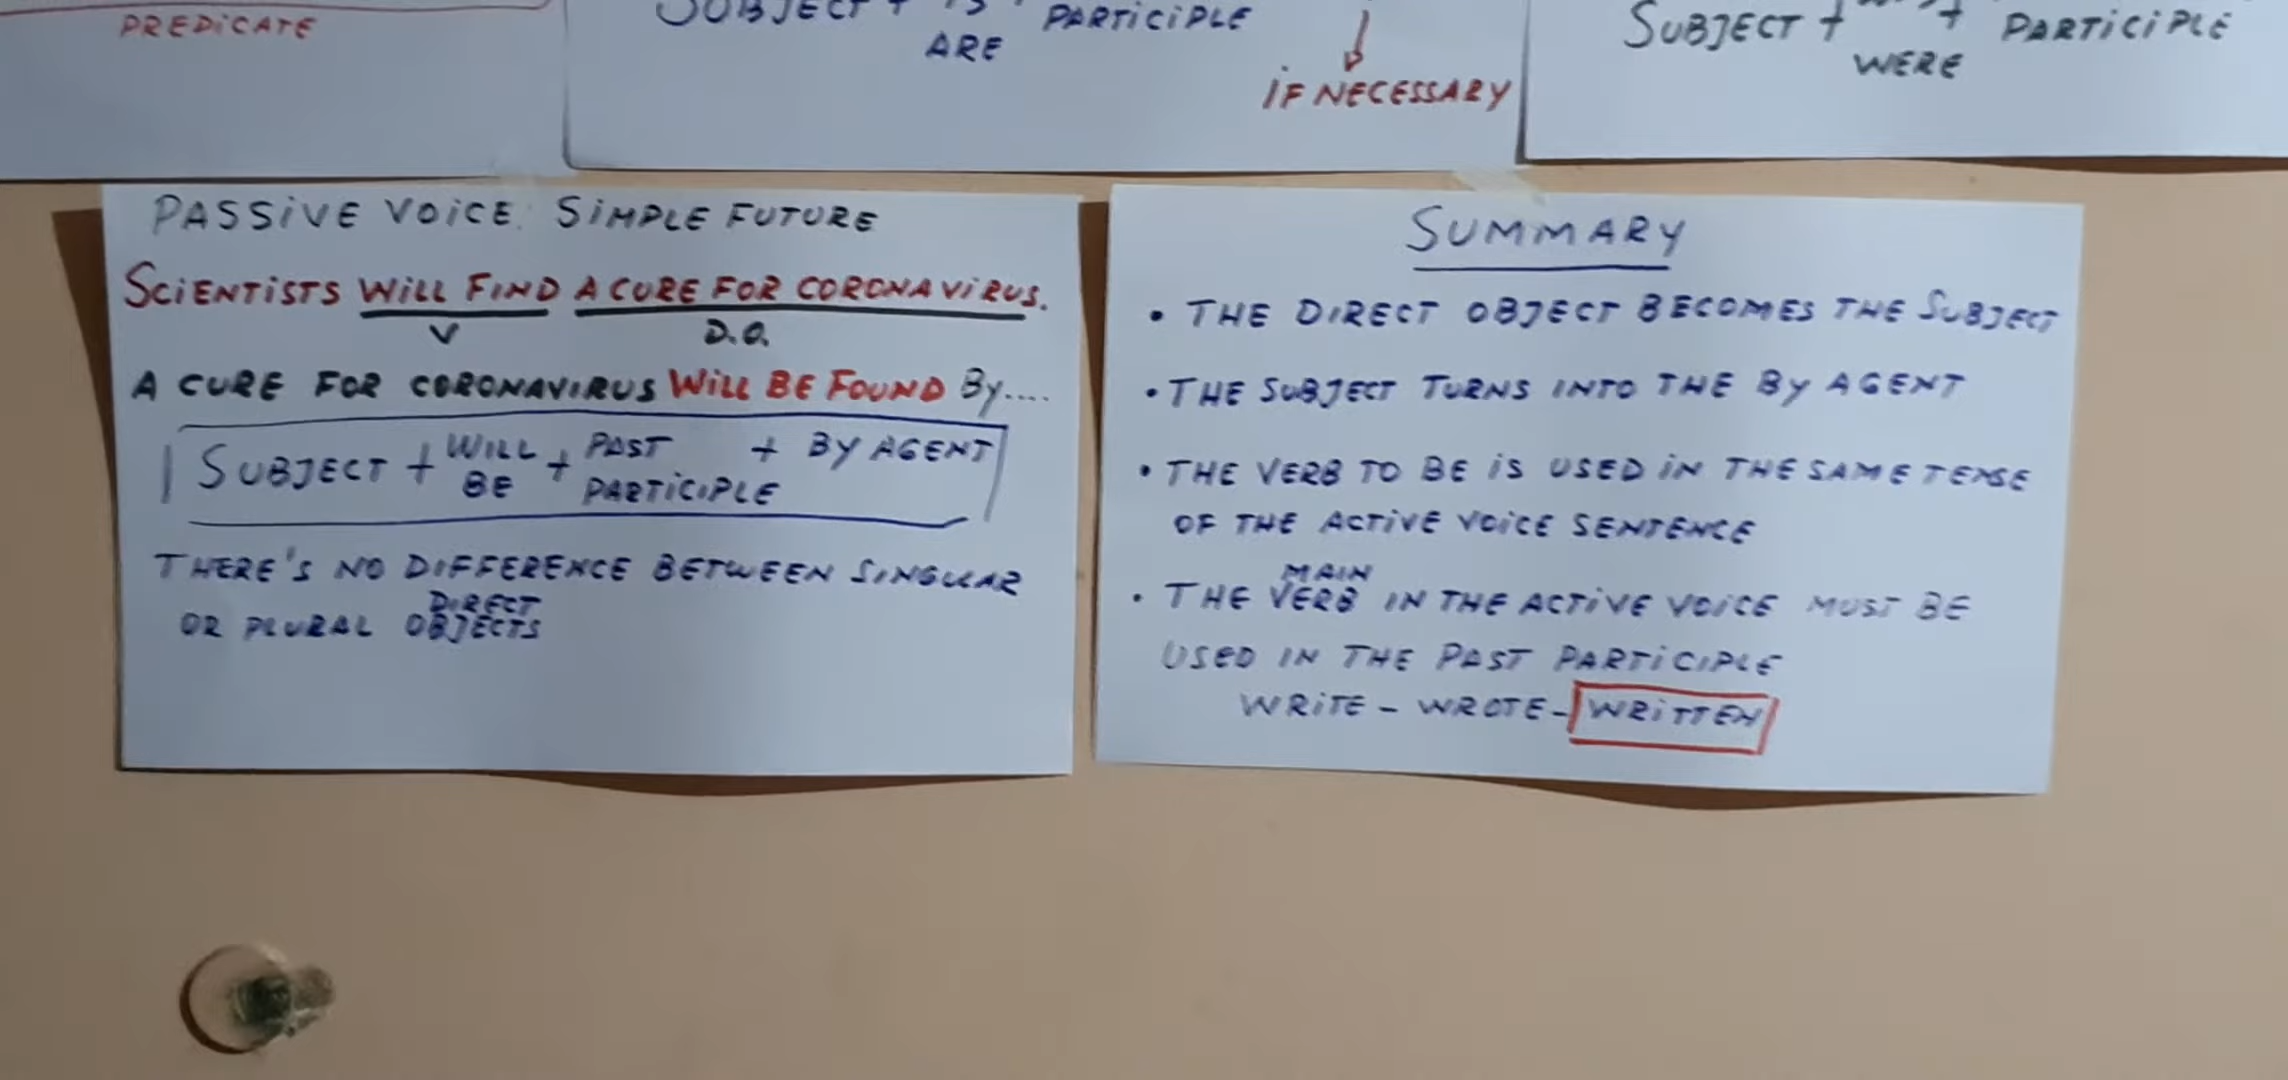 PREDICATE
SUBJECT + IS PARTICIPLE
ARE
IF NECESSARY
SUBJECT + + PARTICIPLE
WERE
PASSIVE VOICE: SIMPLE FUTURE
SCIENTISTS WILL FIND A CURE FOR CORONAVIRUS.
V D.O.
A CURE FOR CORONAVIRUS WILL BE FOUND BY....
SUBJECT + WILL BE + PAST PARTICIPLE + BY AGENT
THERE'S NO DIFFERENCE BETWEEN SINGULAR
OR PLURAL DIRECT OBJECTS
SUMMARY
• THE DIRECT OBJECT BECOMES THE SUBJECT
• THE SUBJECT TURNS INTO THE BY AGENT
• THE VERB TO BE IS USED IN THE SAME TENSE
OF THE ACTIVE VOICE SENTENCE
• THE MAIN VERB IN THE ACTIVE VOICE MUST BE
USED IN THE PAST PARTICIPLE
WRITE - WROTE - WRITTEN